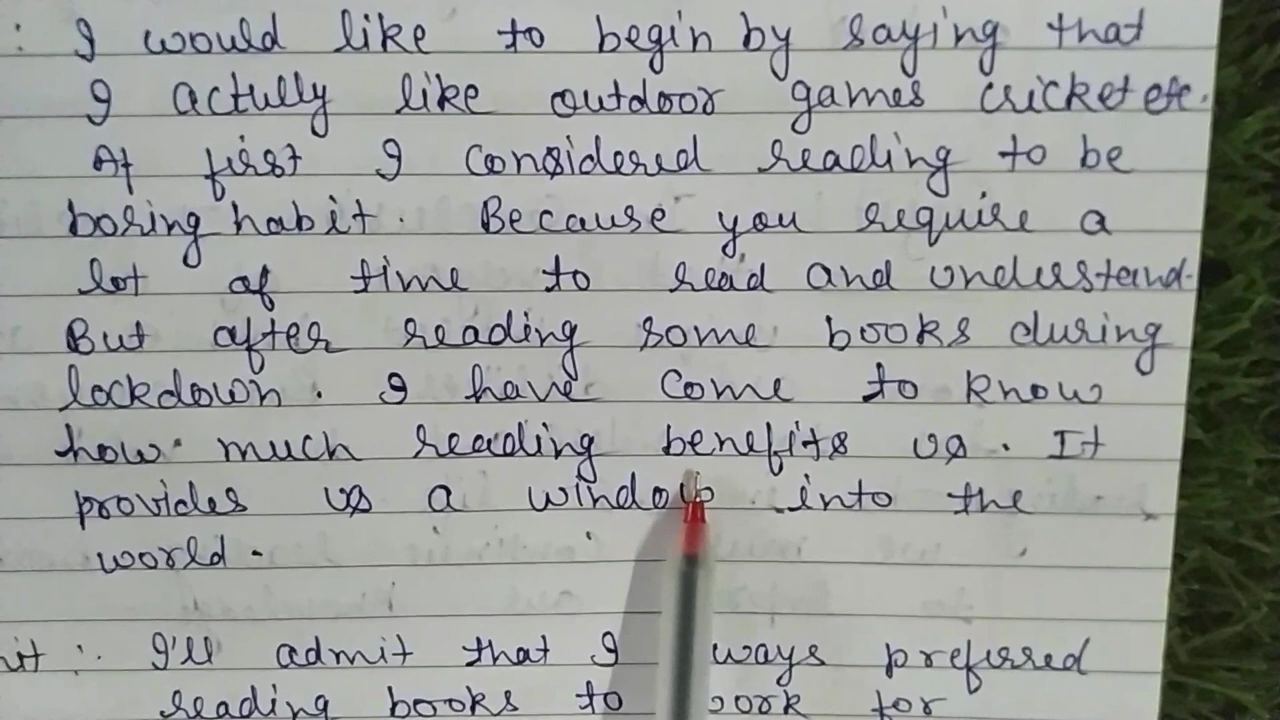 : I would like to begin by saying that
I actully like outdoor games cricket etc.
At first I considered reading to be
boring habit. Because you require a
lot of time to read and understand.
But after reading some books during
lockdown. I have come to know
how much reading benefits us. It
provides us a window into the
world.
: I'll admit that I preferred
reading books to for